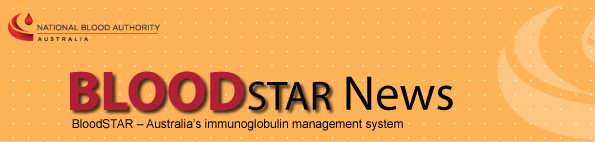 NATIONAL BLOOD AUTHORITY
AUSTRALIA
BLOODSTAR News
BloodSTAR – Australia's immunoglobulin management system